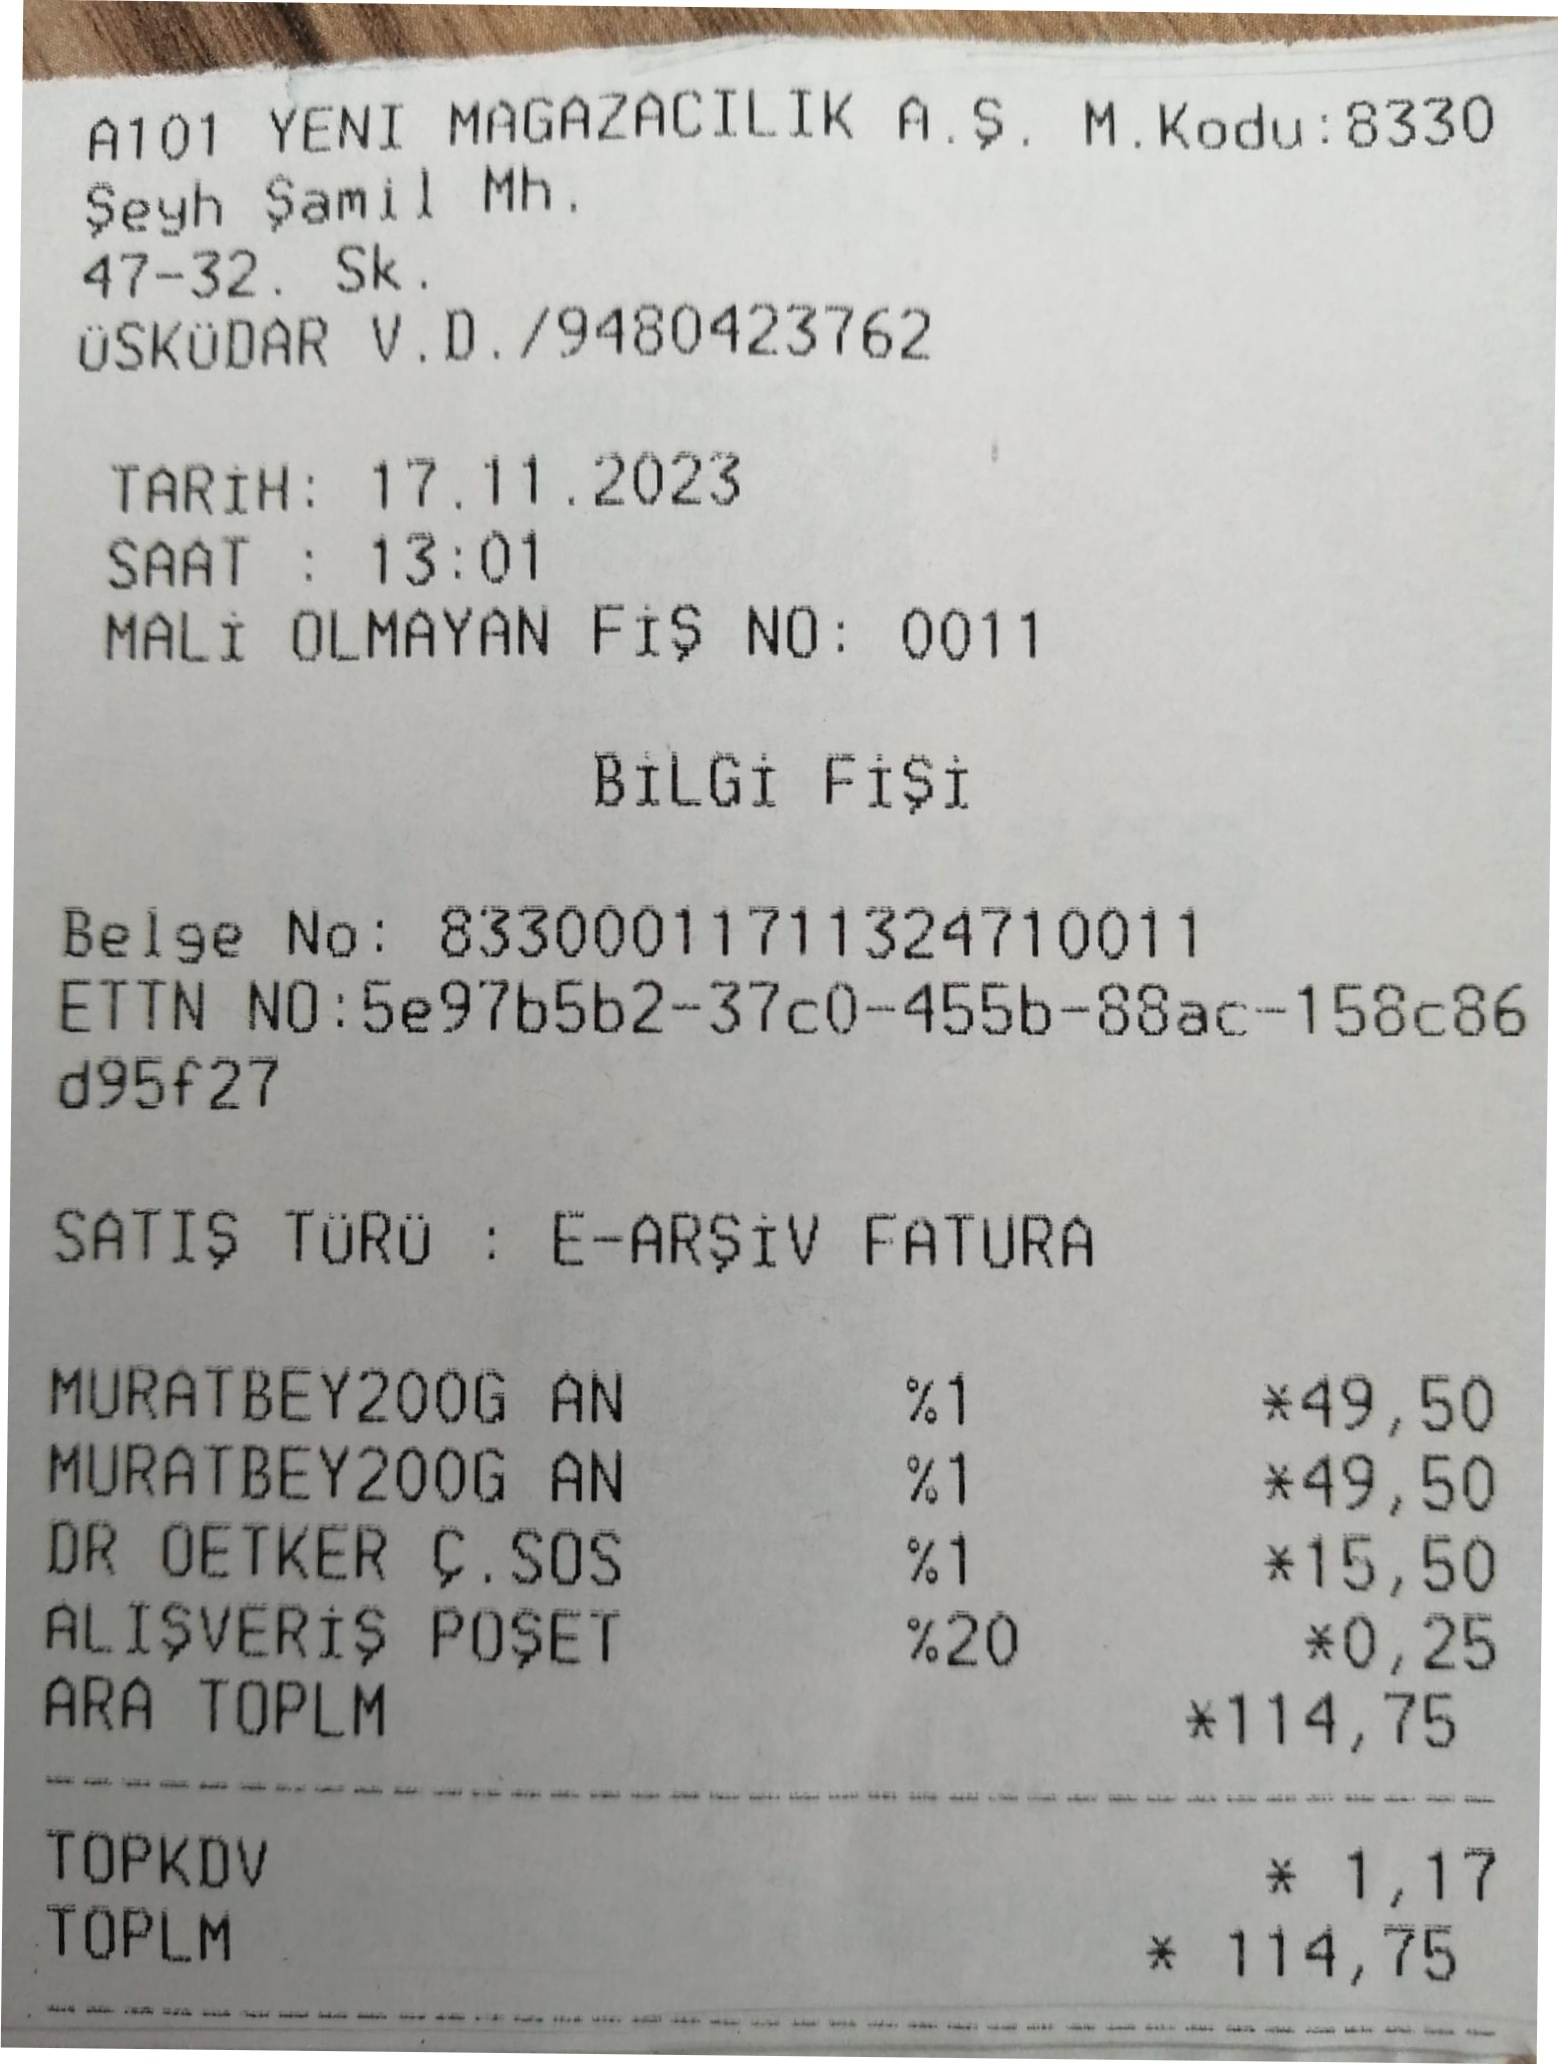 A101 YENI MAGAZACILIK A.Ş. M.Kodu:8330
Şeyh Şamil Mh.
47-32. Sk.
ÜSKÜDAR V.D./9480423762
TARİH: 17.11.2023
SAAT : 13:01
MALİ OLMAYAN FİŞ NO: 0011
BİLGİ FİŞİ
Belge No: 83300011711324710011
ETTN NO:5e97b5b2-37c0-455b-88ac-158c86
d95f27
SATIŞ TÜRÜ : E-ARŞİV FATURA
MURATBEY200G AN %1 *49,50
MURATBEY200G AN %1 *49,50
DR OETKER Ç.SOS %1 *15,50
ALIŞVERİŞ POŞET %20 *0,25
ARA TOPLM *114,75
TOPKDV * 1,17
TOPLM * 114,75